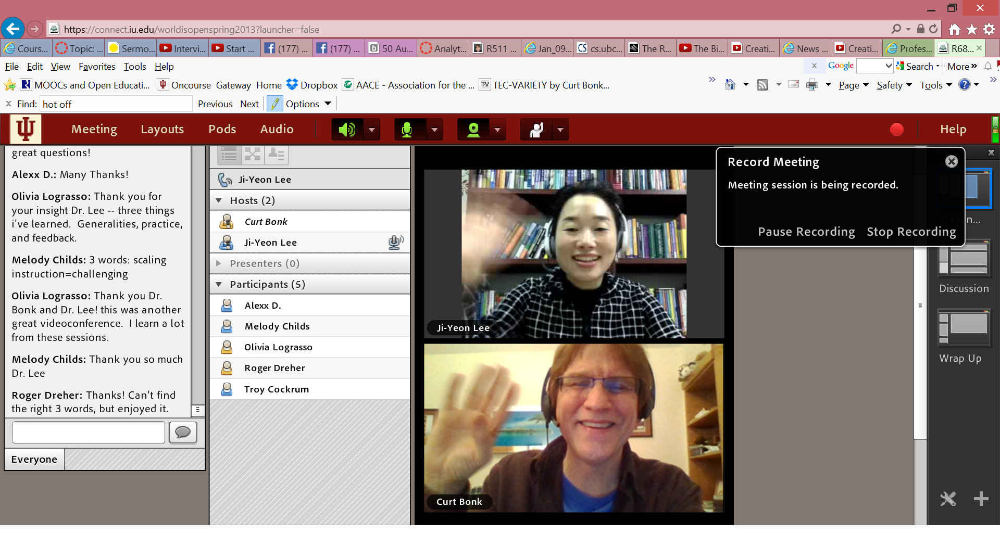 https://connect.iu.edu/worldisopenspring2013?launcher=false
Cours... Topic: ... Sermo... Intervi... Start ... (177) ... (177) ... 50 Au... Analyt... R511 ... Jan_09... cs.ubc... The R... The Bi... Creati... News ... Creati... Profes... R68...
File Edit View Favorites Tools Help
x Google Search More »
MOOCs and Open Educati... Oncourse Gateway Home Dropbox AACE - Association for the ... TV TEC-VARIETY by Curt Bonk...
Page Safety Tools
x Find: hot off Previous Next Options
Meeting Layouts Pods Audio Help
great questions!
Alexx D.: Many Thanks!
Olivia Lograsso: Thank you for
your insight Dr. Lee -- three things
i've learned. Generalities, practice,
and feedback.
Melody Childs: 3 words: scaling
instruction=challenging
Olivia Lograsso: Thank you Dr.
Bonk and Dr. Lee! this was another
great videoconference. I learn a lot
from these sessions.
Melody Childs: Thank you so much
Dr. Lee
Roger Dreher: Thanks! Can't find
the right 3 words, but enjoyed it.
Everyone
Ji-Yeon Lee
Hosts (2)
Curt Bonk
Ji-Yeon Lee
Presenters (0)
Participants (5)
Alexx D.
Melody Childs
Olivia Lograsso
Roger Dreher
Troy Cockrum
Ji-Yeon Lee
Curt Bonk
Record Meeting
Meeting session is being recorded.
Pause Recording Stop Recording
Presen...
Discussion
Wrap Up